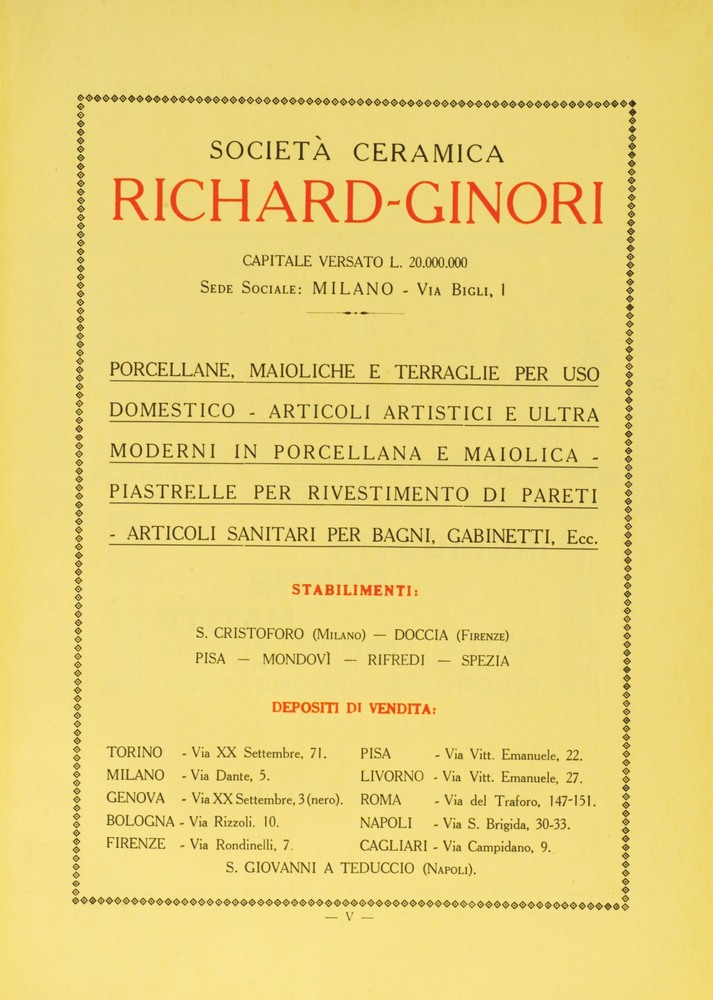 SOCIETÀ CERAMICA
RICHARD-GINORI
CAPITALE VERSATO L. 20.000.000
SEDE SOCIALE: MILANO - VIA BIGLI, 1
PORCELLANE, MAIOLICHE E TERRAGLIE PER USO
DOMESTICO - ARTICOLI ARTISTICI E ULTRA
MODERNI IN PORCELLANA E MAIOLICA -
PIASTRELLE PER RIVESTIMENTO DI PARETI
- ARTICOLI SANITARI PER BAGNI, GABINETTI, Ecc.
STABILIMENTI:
S. CRISTOFORO (MILANO) — DOCCIA (FIRENZE)
PISA — MONDOVÌ — RIFREDI — SPEZIA
DEPOSITI DI VENDITA:
TORINO - Via XX Settembre, 71.
MILANO - Via Dante, 5.
GENOVA - Via XX Settembre, 3 (nero).
BOLOGNA - Via Rizzoli. 10.
FIRENZE - Via Rondinelli, 7.
PISA - Via Vitt. Emanuele, 22.
LIVORNO - Via Vitt. Emanuele, 27.
ROMA - Via del Traforo, 147-151.
NAPOLI - Via S. Brigida, 30-33.
CAGLIARI - Via Campidano, 9.
S. GIOVANNI A TEDUCCIO (NAPOLI).
— V —